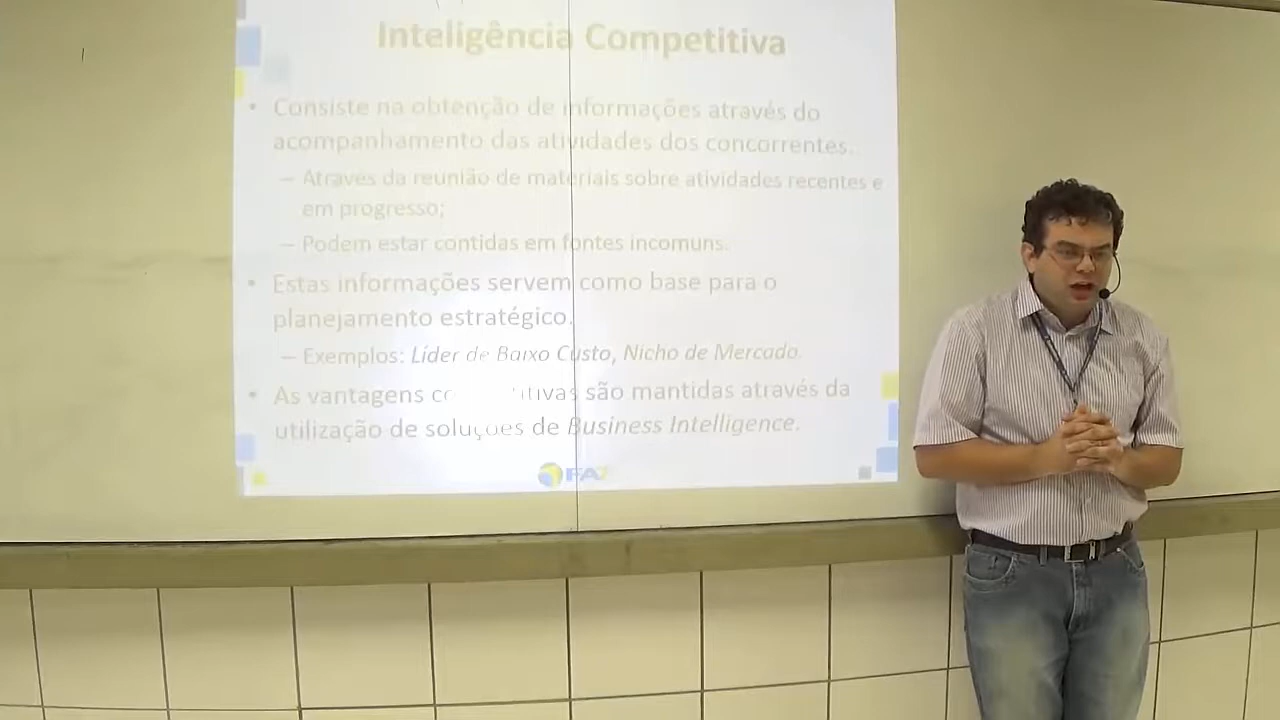 Inteligência Competitiva
• Consiste na obtenção de informações através do
acompanhamento das atividades dos concorrentes.
– Através da reunião de materiais sobre atividades recentes e
em progresso;
– Podem estar contidas em fontes incomuns.
• Estas informações servem como base para o
planejamento estratégico.
– Exemplos: Líder de Baixo Custo, Nicho de Mercado.
• As vantagens são mantidas através da
utilização de soluções de Business Intelligence.
FA7